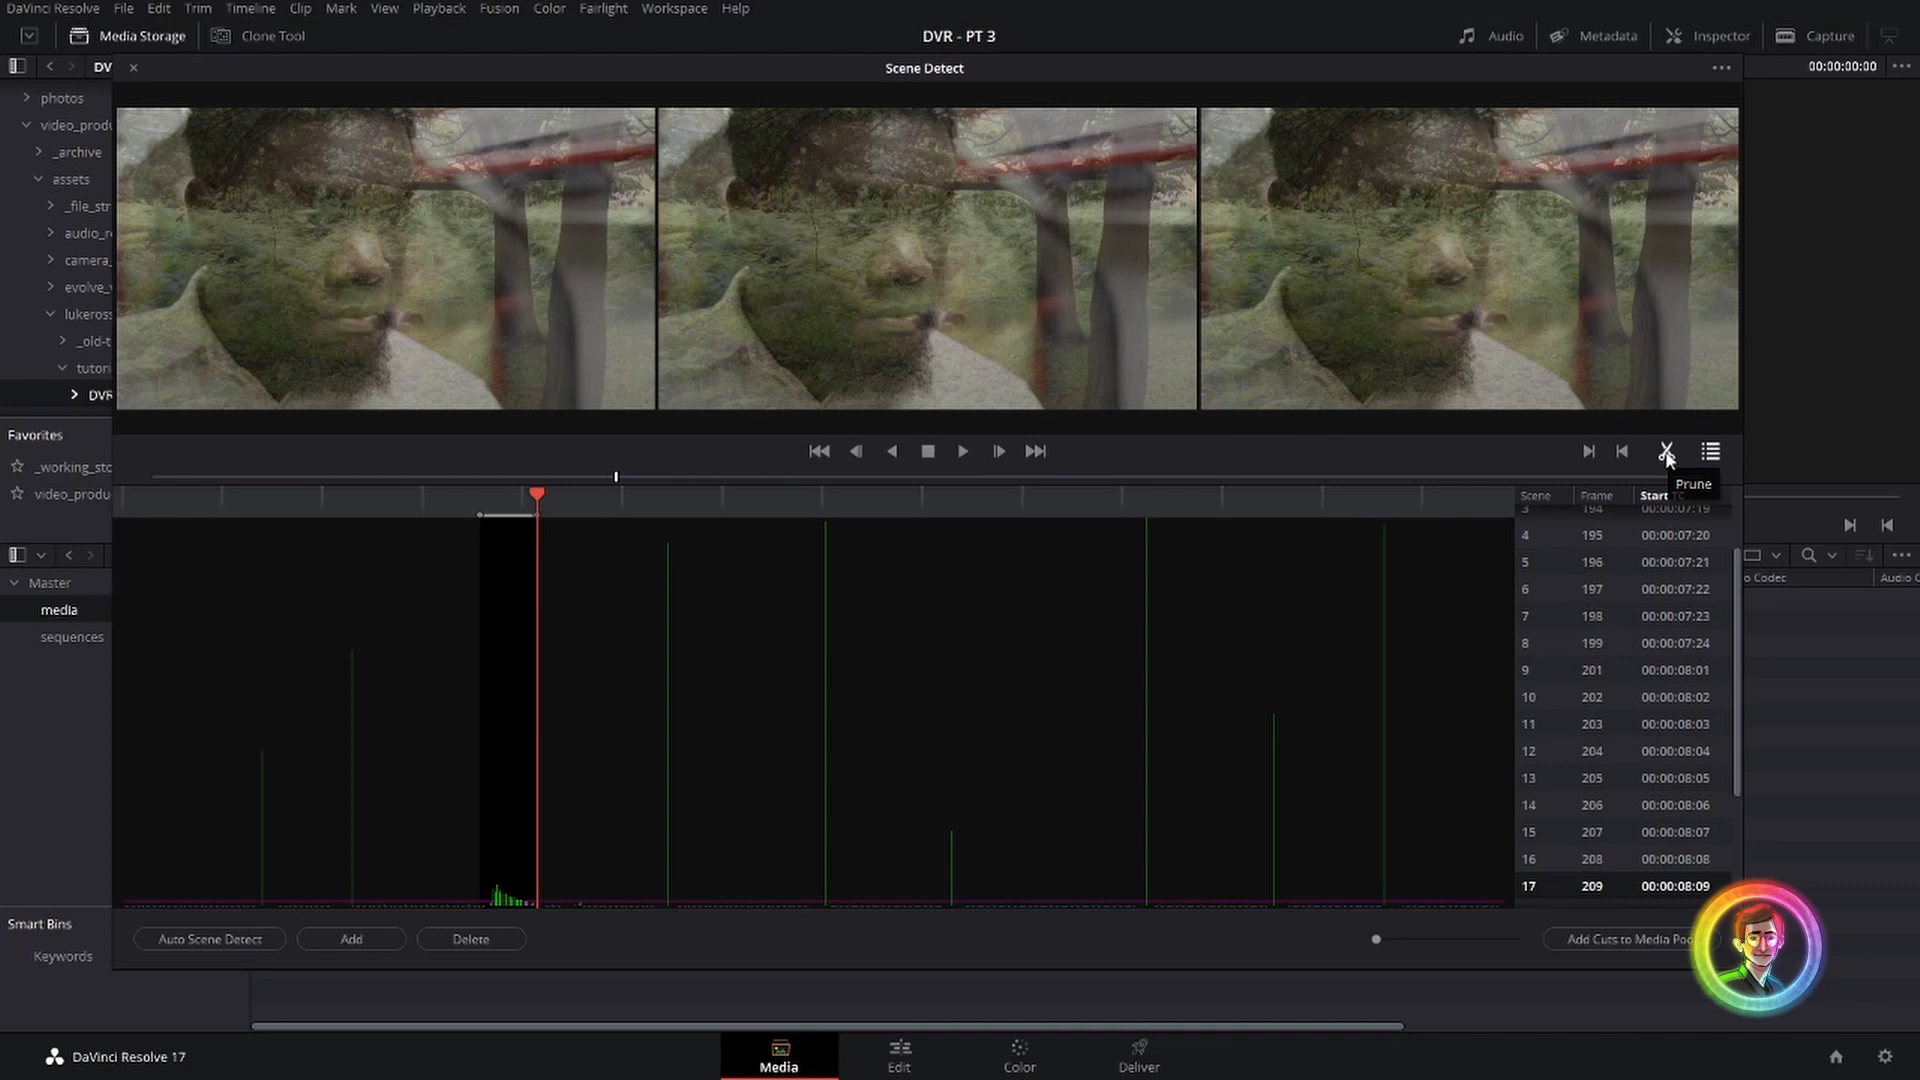 DaVinci Resolve File Edit Trim Timeline Clip Mark View Playback Fusion Color Fairlight Workspace Help
Media Storage Clone Tool DVR - PT 3 Audio Metadata Inspector Capture
DV Scene Detect 00:00:00:00
photos
video_produ
_archive
assets
_file_str
audio_re
camera_
evolve_v
lukeross
_old-t
tutori
DVR
Favorites
_working_sto
video_produ
Prune
Scene Frame Start TC
3 194 00:00:07:19
4 195 00:00:07:20
5 196 00:00:07:21
6 197 00:00:07:22
7 198 00:00:07:23
8 199 00:00:07:24
9 201 00:00:08:01
10 202 00:00:08:02
11 203 00:00:08:03
12 204 00:00:08:04
13 205 00:00:08:05
14 206 00:00:08:06
15 207 00:00:08:07
16 208 00:00:08:08
17 209 00:00:08:09
o Codec Audio C
Master
media
sequences
Smart Bins
Keywords
Auto Scene Detect Add Delete Add Cuts to Media Poo
DaVinci Resolve 17 Media Edit Color Deliver